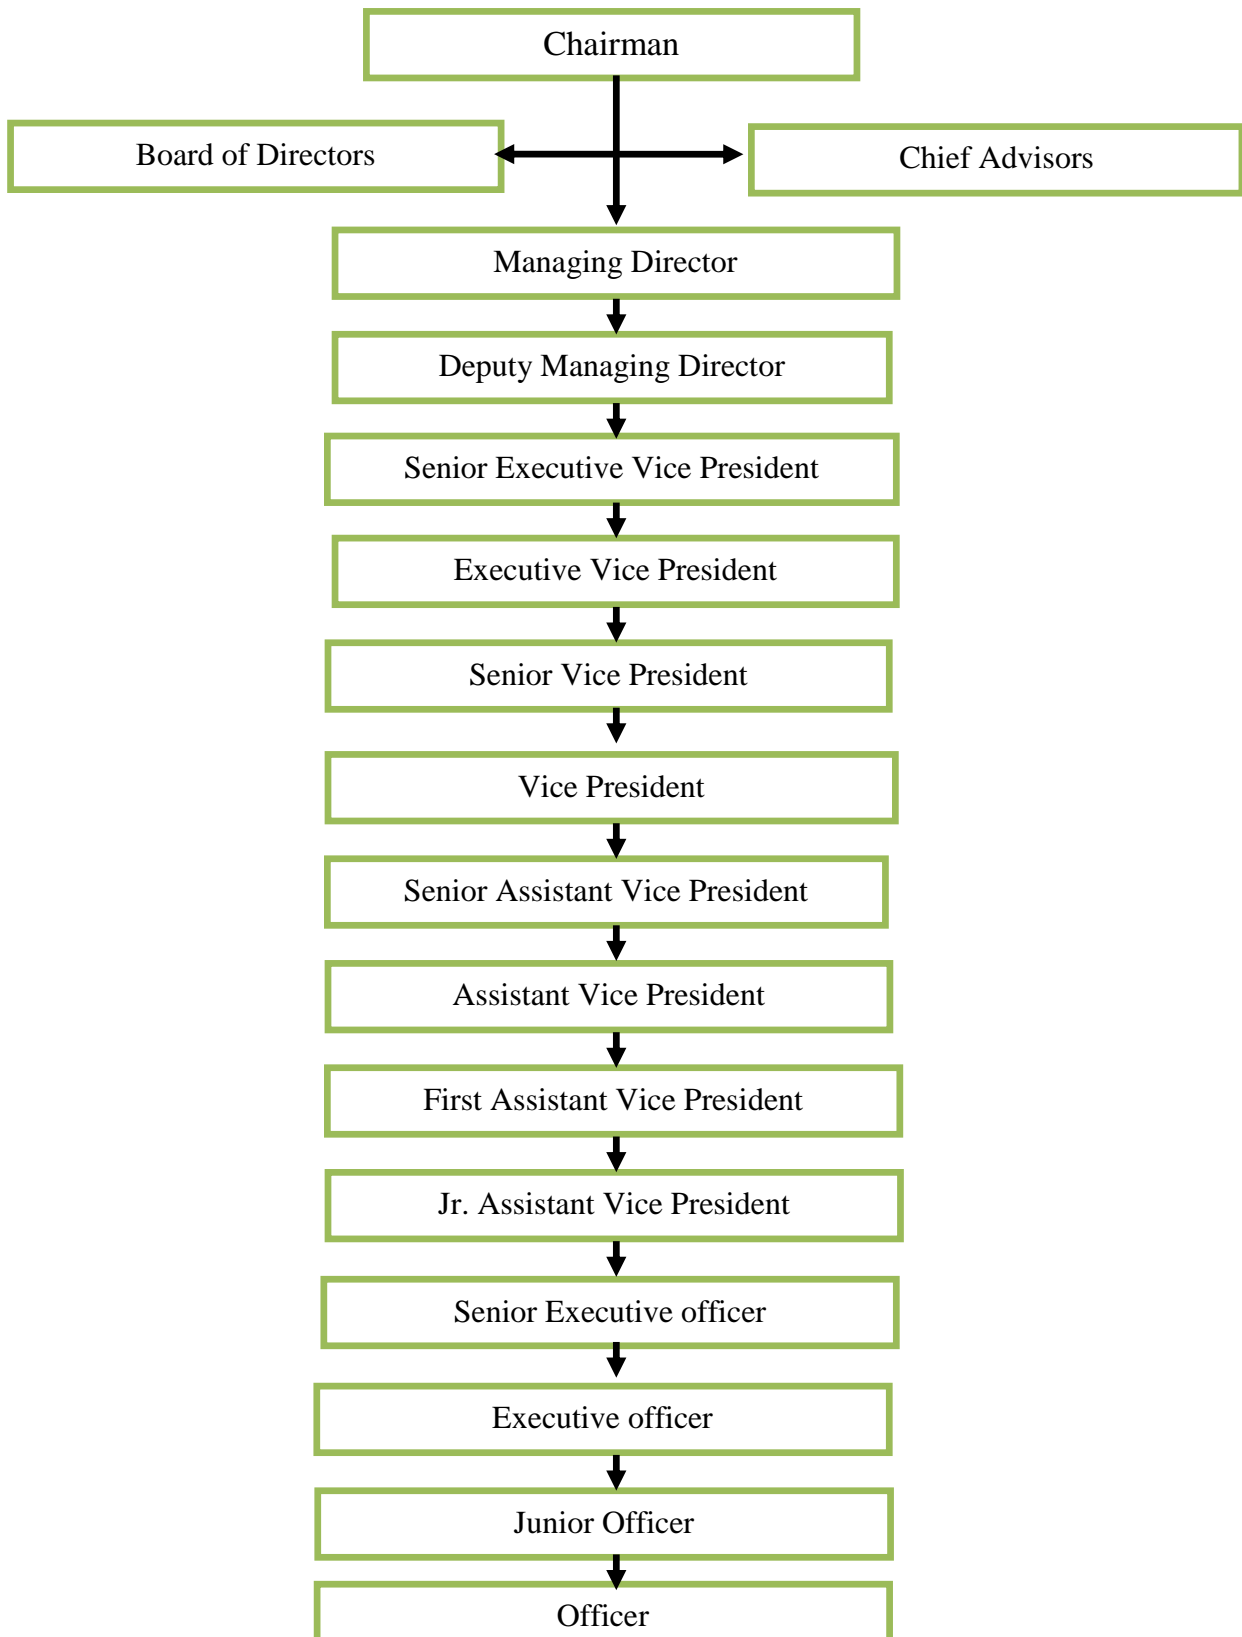 Chairman
Board of Directors
Chief Advisors
Managing Director
Deputy Managing Director
Senior Executive Vice President
Executive Vice President
Senior Vice President
Vice President
Senior Assistant Vice President
Assistant Vice President
First Assistant Vice President
Jr. Assistant Vice President
Senior Executive officer
Executive officer
Junior Officer
Officer